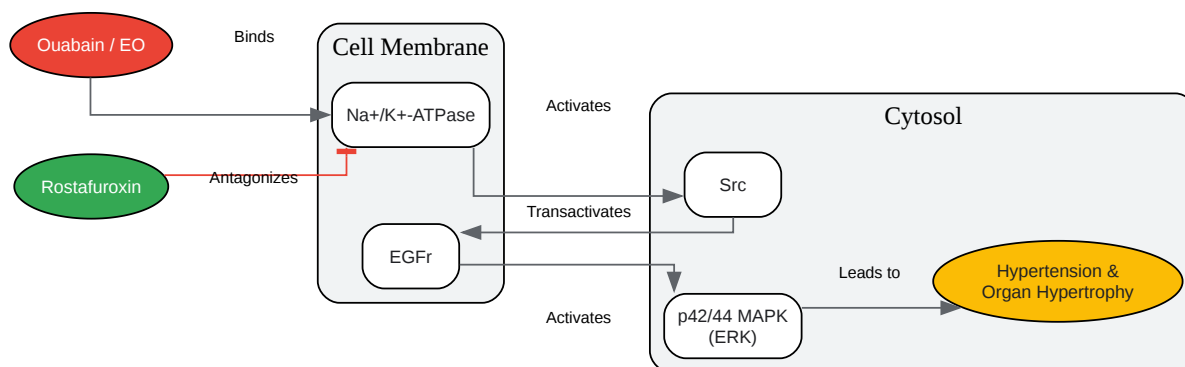 Ouabain / EO
Binds
Cell Membrane
Na+/K+-ATPase
Activates
Cytosol
Rostafuroxin
Antagonizes
Src
Transactivates
EGFr
Leads to
Hypertension &
Organ Hypertrophy
Activates
p42/44 MAPK
(ERK)